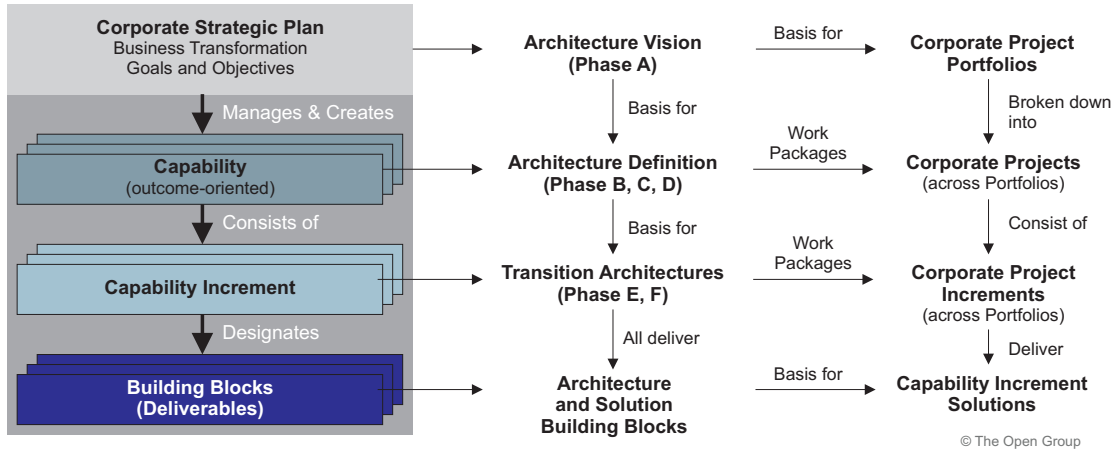 Corporate Strategic Plan
Business Transformation
Goals and Objectives
Architecture Vision
(Phase A)
Basis for
Corporate Project
Portfolios
Manages & Creates
Basis for
Broken down
into
Capability
(outcome-oriented)
Architecture Definition
(Phase B, C, D)
Work
Packages
Corporate Projects
(across Portfolios)
Consists of
Basis for
Consist of
Capability Increment
Transition Architectures
(Phase E, F)
Work
Packages
Corporate Project
Increments
(across Portfolios)
Designates
All deliver
Deliver
Building Blocks
(Deliverables)
Architecture
and Solution
Building Blocks
Basis for
Capability Increment
Solutions
© The Open Group